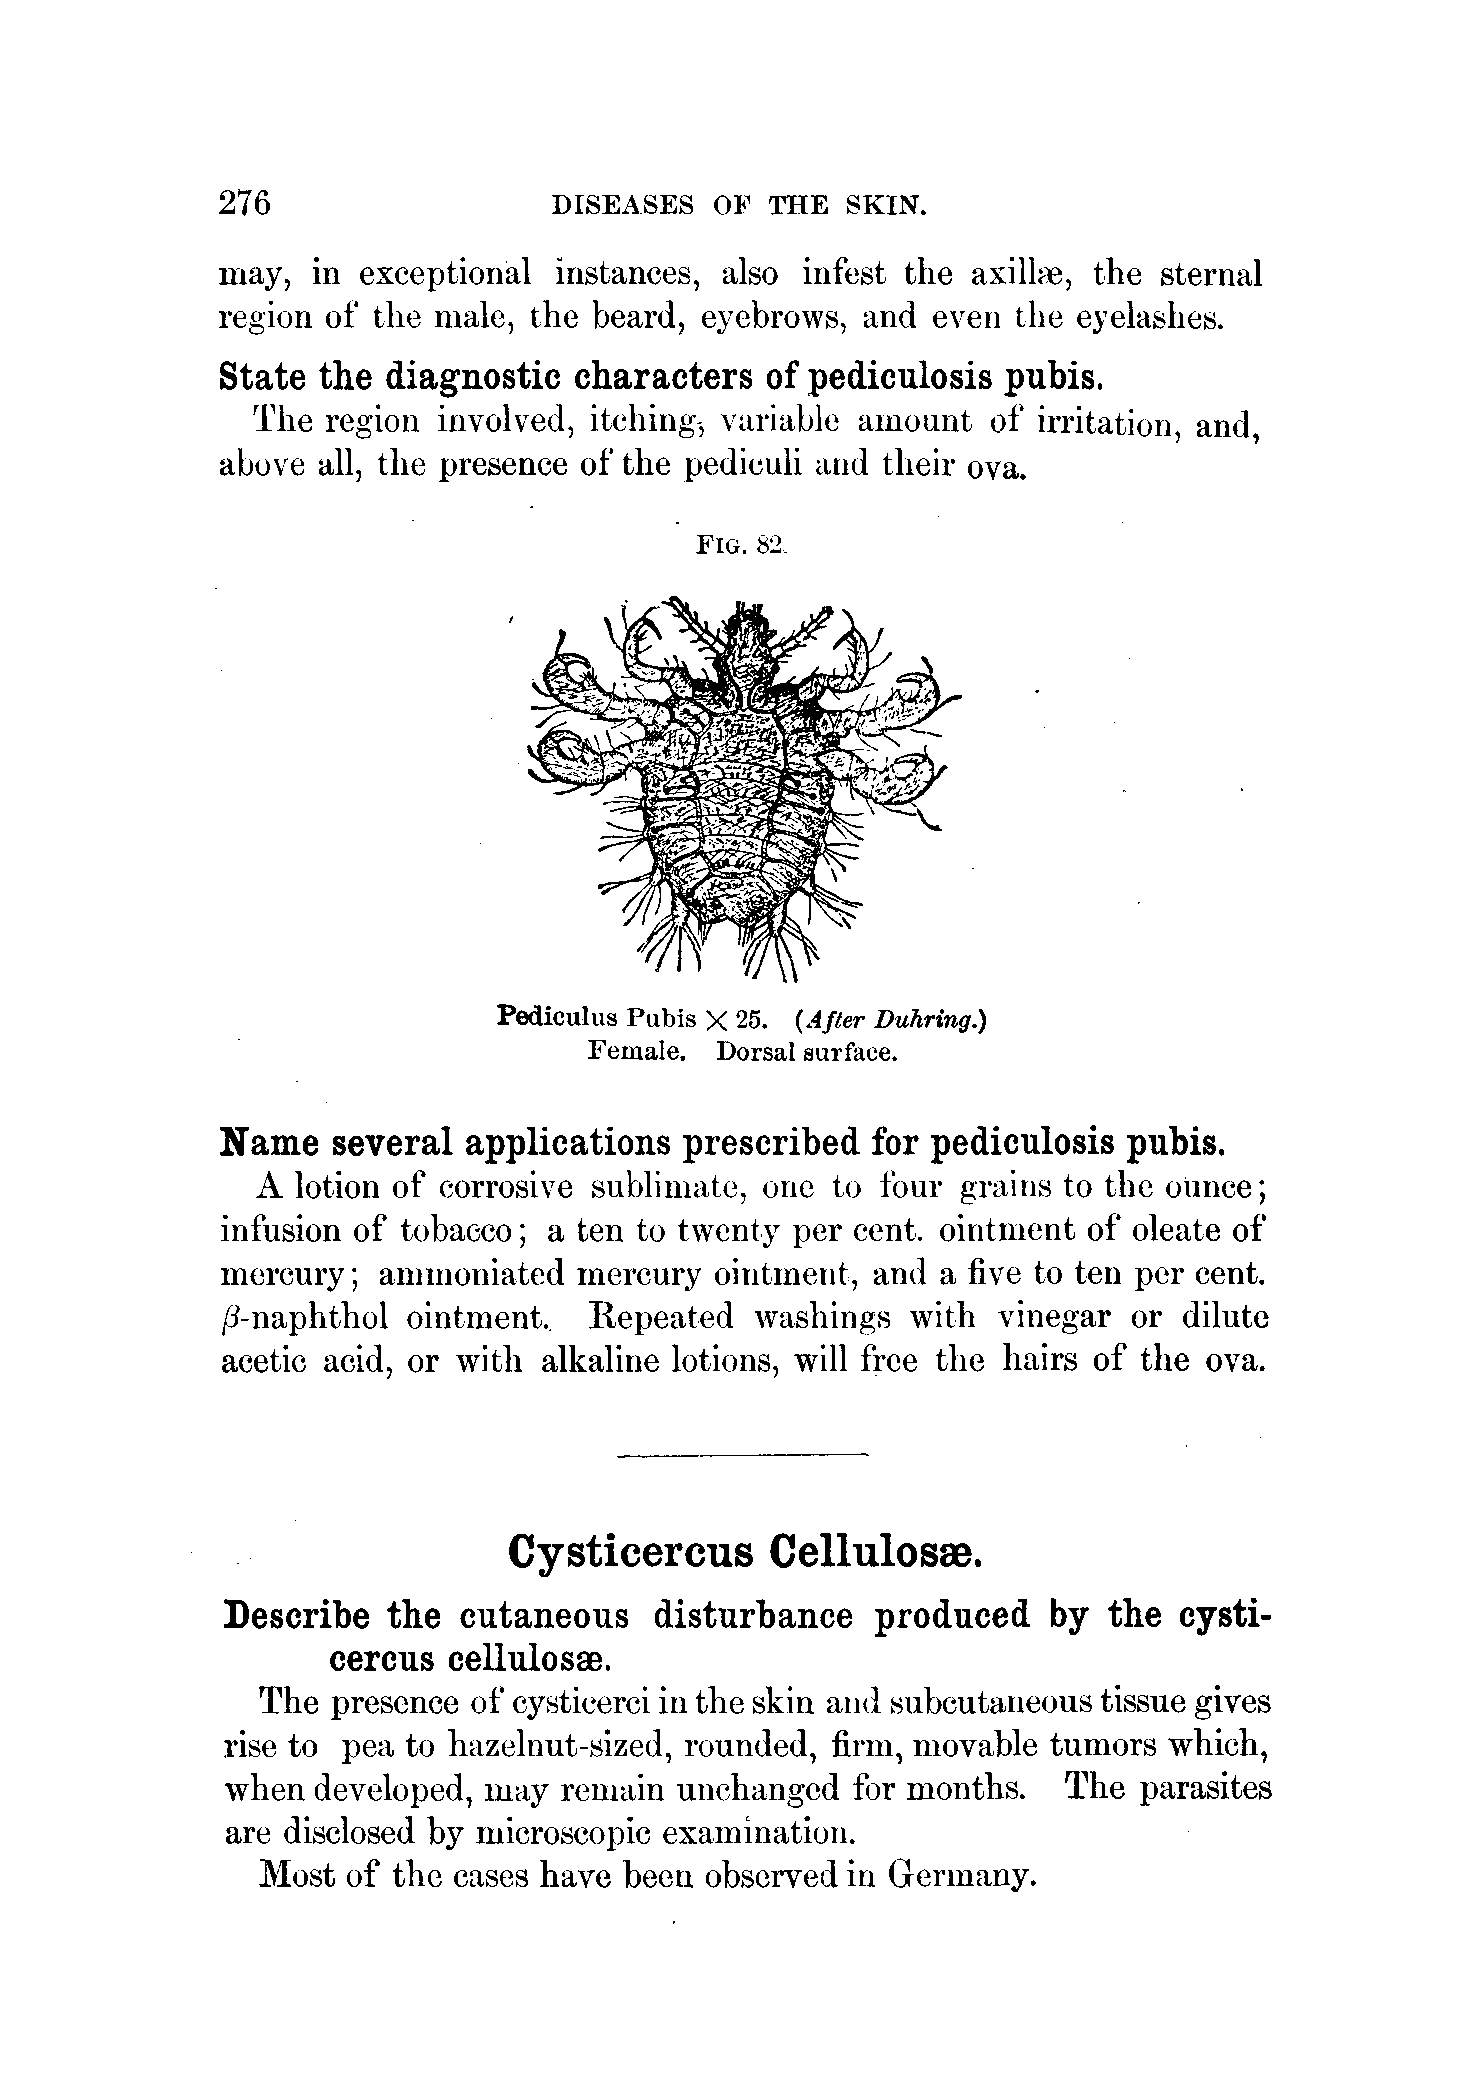 276 DISEASES OF THE SKIN.
may, in exceptional instances, also infest the axillæ, the sternal
region of the male, the beard, eyebrows, and even the eyelashes.
State the diagnostic characters of pediculosis pubis.
The region involved, itching, variable amount of irritation, and,
above all, the presence of the pediculi and their ova.
FIG. 82.
Pediculus Pubis X 25. (After Duhring.)
Female. Dorsal surface.
Name several applications prescribed for pediculosis pubis.
A lotion of corrosive sublimate, one to four grains to the ounce;
infusion of tobacco; a ten to twenty per cent. ointment of oleate of
mercury; ammoniated mercury ointment, and a five to ten per cent.
β-naphthol ointment. Repeated washings with vinegar or dilute
acetic acid, or with alkaline lotions, will free the hairs of the ova.
Cysticercus Cellulosæ.
Describe the cutaneous disturbance produced by the cysti-
cercus cellulosæ.
The presence of cysticerci in the skin and subcutaneous tissue gives
rise to pea to hazelnut-sized, rounded, firm, movable tumors which,
when developed, may remain unchanged for months. The parasites
are disclosed by microscopic examination.
Most of the cases have been observed in Germany.